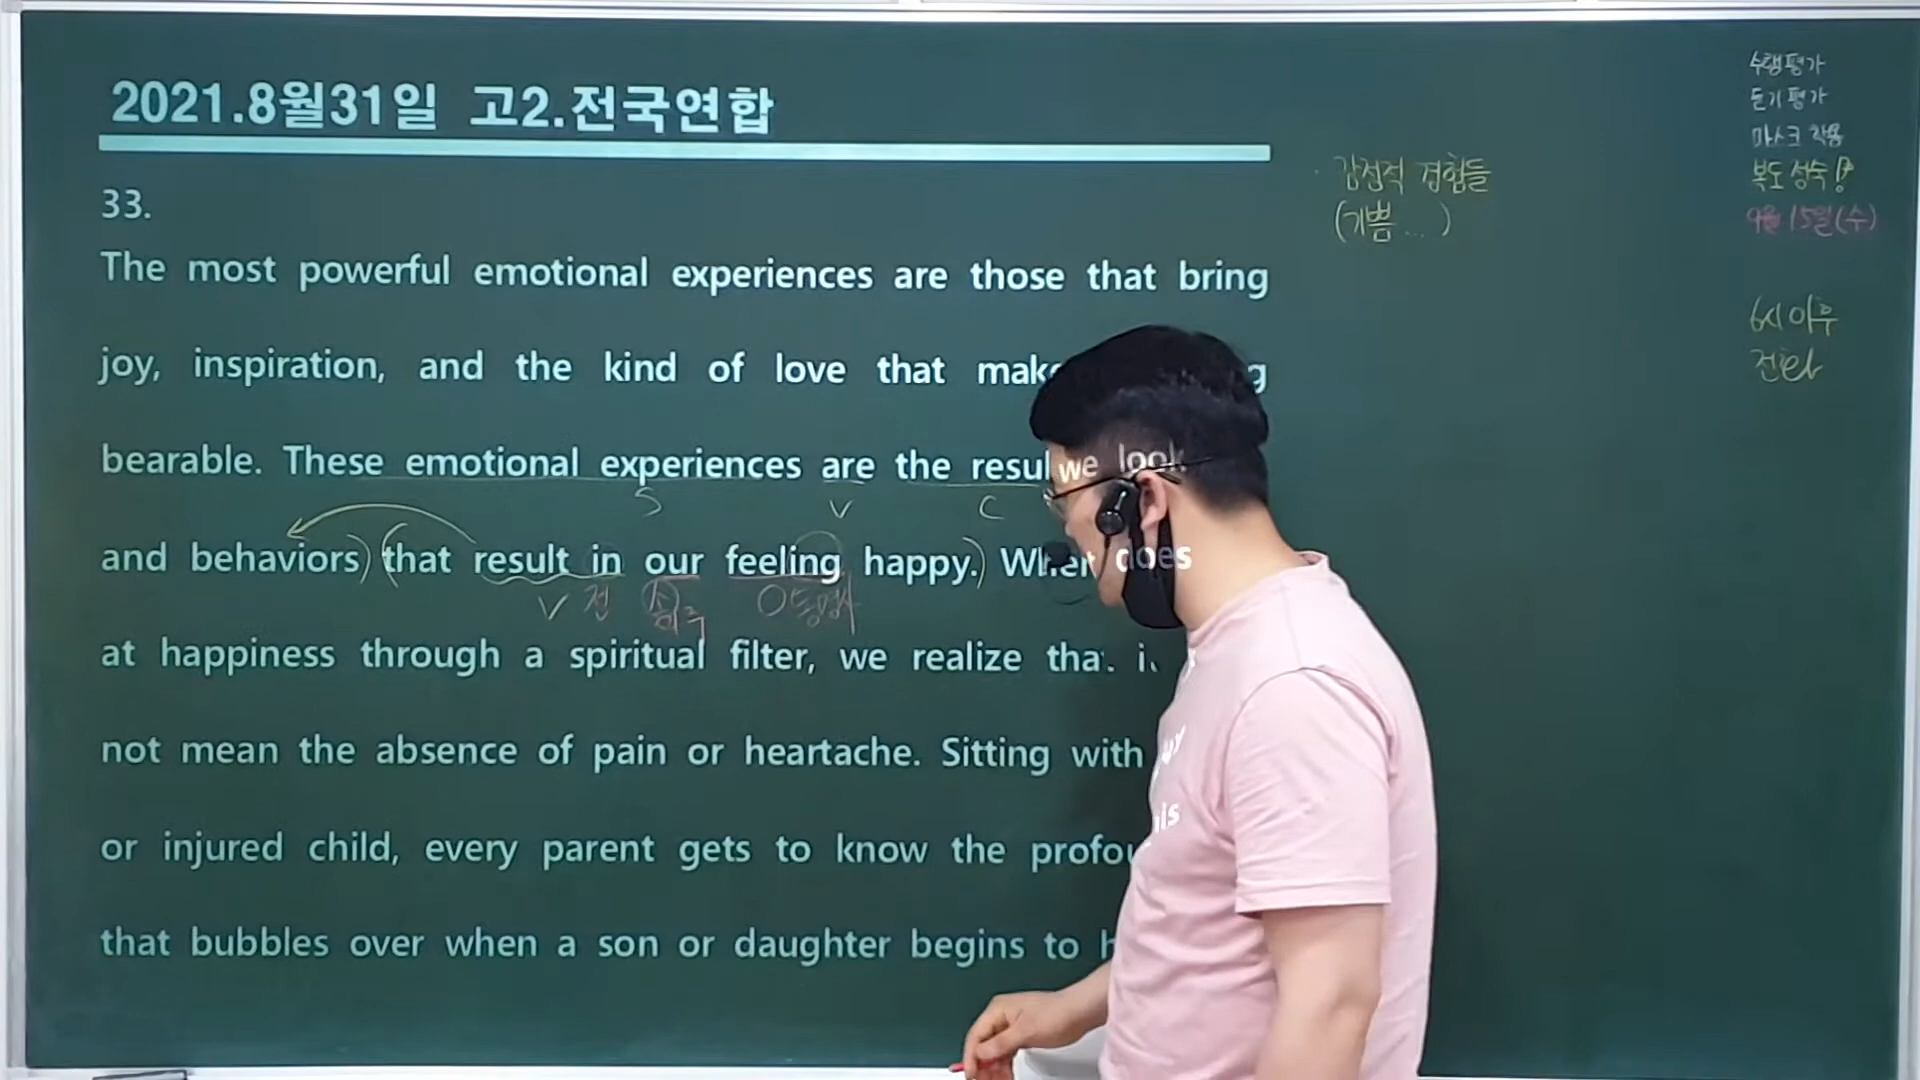 2021.8월31일 고2.전국연합
33.
The most powerful emotional experiences are those that bring
joy, inspiration, and the kind of love that
bearable. These emotional experiences are the we look
S V C
and behaviors) (that result in our feeling happy.) does
V 전 동명사
at happiness through a spiritual filter, we realize
not mean the absence of pain or heartache. Sitting with
or injured child, every parent gets to know the
that bubbles over when a son or daughter begins to
감정적 경험들
(기쁨...)
수행평가
듣기평가
마스크 착용
복도 정숙!
9월 15일(수)
6시 이후